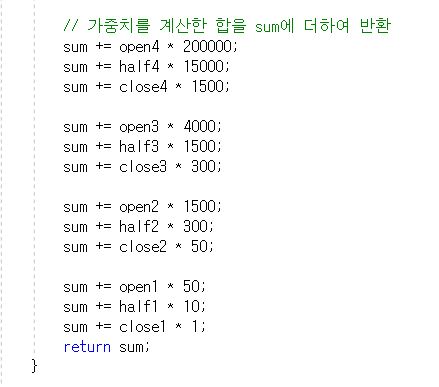 // 가중치를 계산한 합을 sum에 더하여 반환
sum += open4 * 200000;
sum += half4 * 15000;
sum += close4 * 1500;
sum += open3 * 4000;
sum += half3 * 1500;
sum += close3 * 300;
sum += open2 * 1500;
sum += half2 * 300;
sum += close2 * 50;
sum += open1 * 50;
sum += half1 * 10;
sum += close1 * 1;
return sum;
}